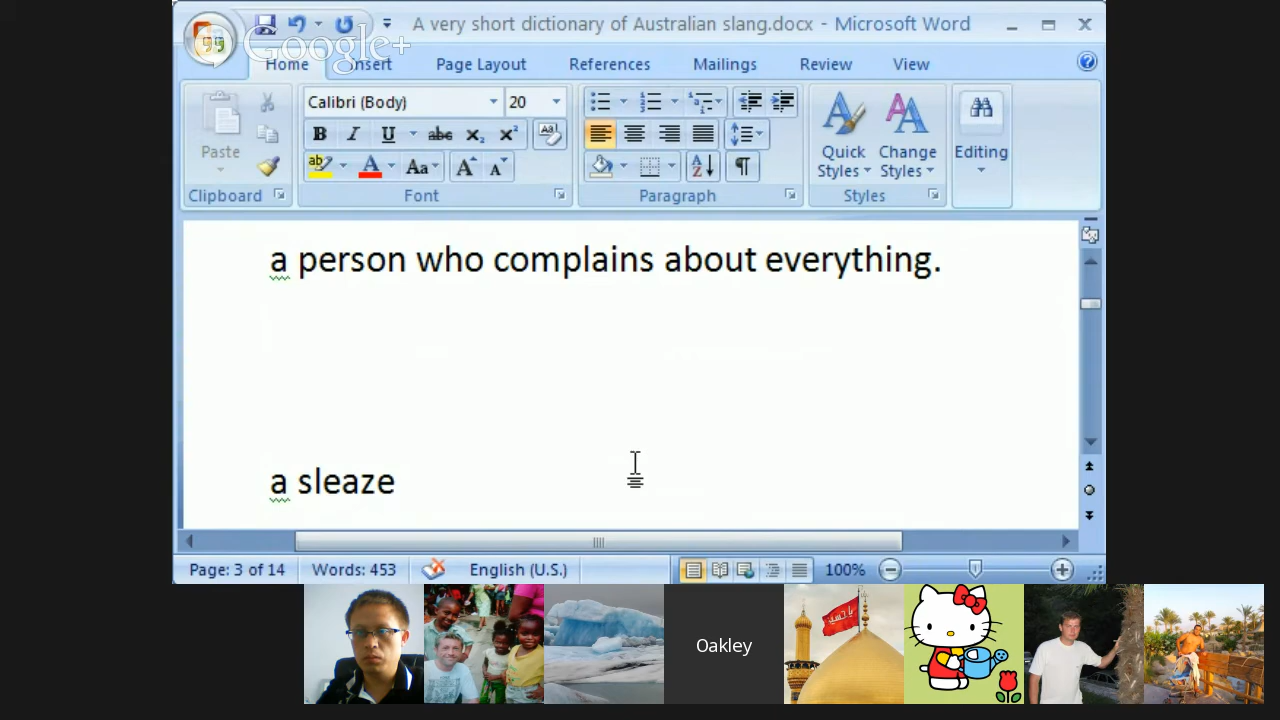 A very short dictionary of Australian slang.docx - Microsoft Word
Google+
Home Insert Page Layout References Mailings Review View
Calibri (Body) 20
Paste
Quick Styles
Change Styles
Editing
Clipboard Font Paragraph Styles
a person who complains about everything.
a sleaze
Page: 3 of 14 Words: 453 English (U.S.) 100%
Oakley